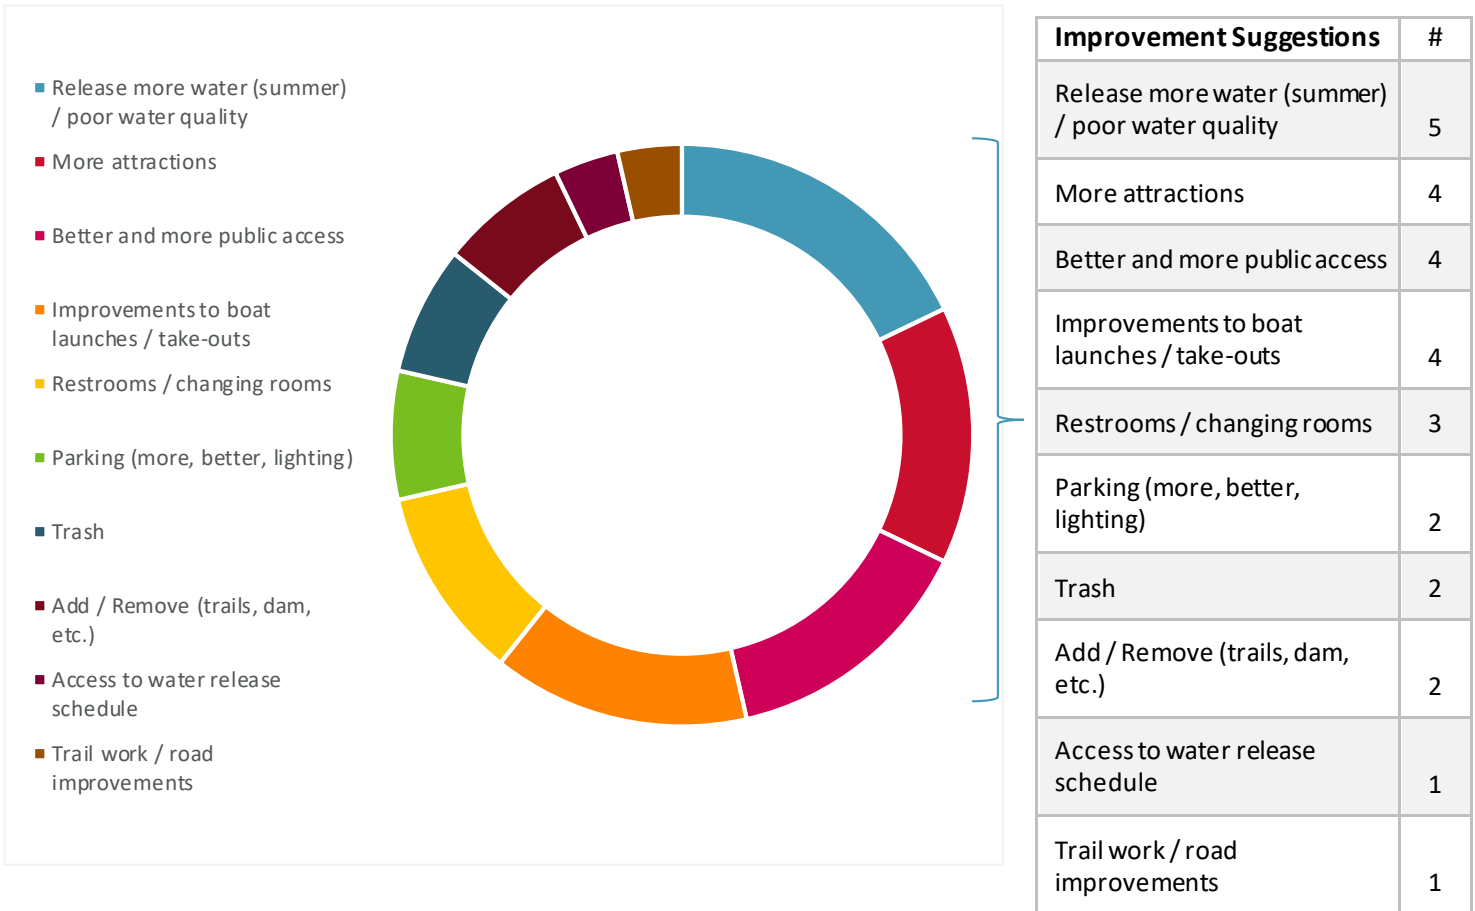 Release more water (summer)
/ poor water quality
More attractions
Better and more public access
Improvements to boat
launches / take-outs
Restrooms / changing rooms
Parking (more, better, lighting)
Trash
Add / Remove (trails, dam,
etc.)
Access to water release
schedule
Trail work / road
improvements
Improvement Suggestions #
Release more water (summer)
/ poor water quality 5
More attractions 4
Better and more public access 4
Improvements to boat
launches / take-outs 4
Restrooms / changing rooms 3
Parking (more, better,
lighting) 2
Trash 2
Add / Remove (trails, dam,
etc.) 2
Access to water release
schedule 1
Trail work / road
improvements 1